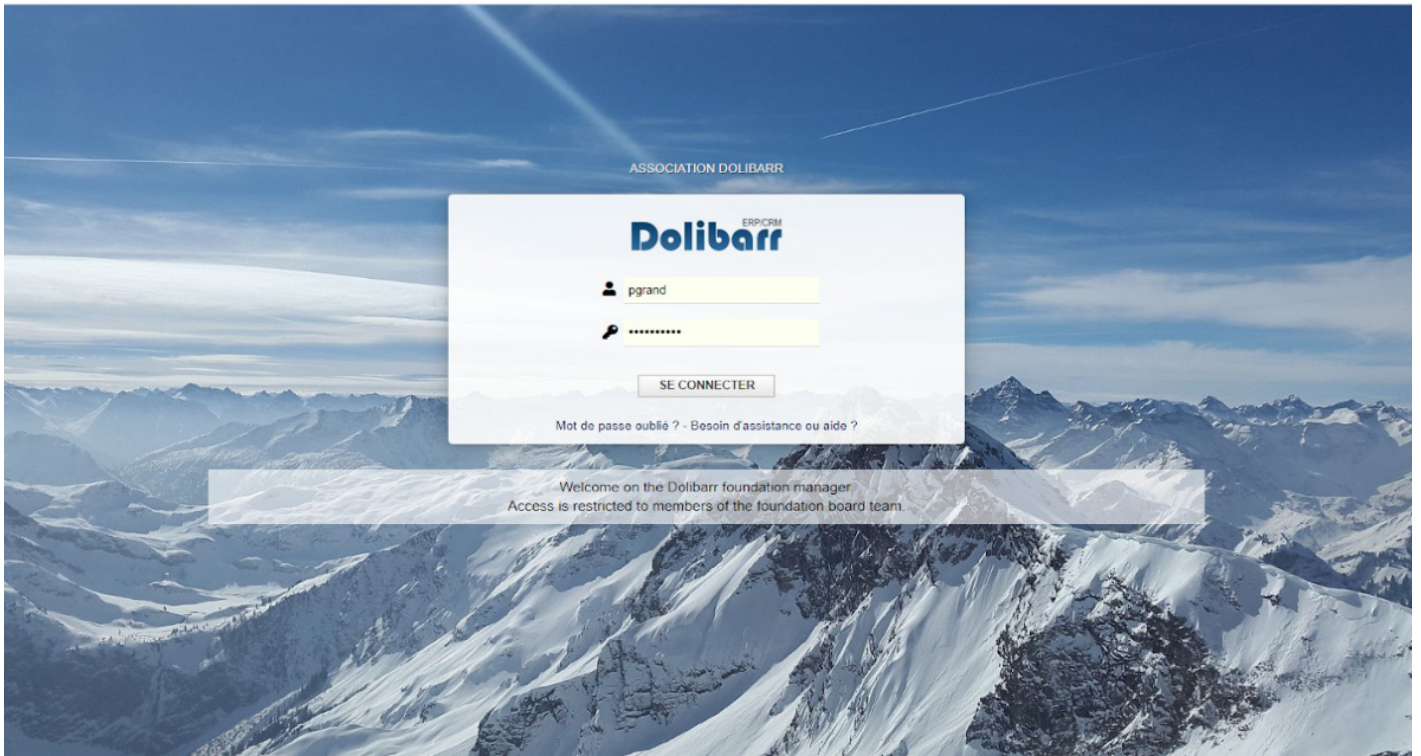 ASSOCIATION DOLIBARR
ERP/CRM
Dolibarr
pgrand
••••••••••
SE CONNECTER
Mot de passe oublié ? - Besoin d'assistance ou aide ?
Welcome on the Dolibarr foundation manager.
Access is restricted to members of the foundation board team.